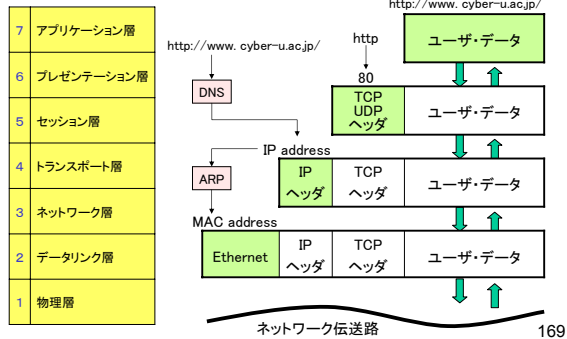 7 アプリケーション層
6 プレゼンテーション層
5 セッション層
4 トランスポート層
3 ネットワーク層
2 データリンク層
1 物理層
http://www. cyber-u.ac.jp/
http://www. cyber-u.ac.jp/
http
80
DNS
IP address
ARP
MAC address
ユーザ・データ
TCP
UDP
ヘッダ
ユーザ・データ
IP
ヘッダ
TCP
ヘッダ
ユーザ・データ
Ethernet
IP
ヘッダ
TCP
ヘッダ
ユーザ・データ
ネットワーク伝送路
169